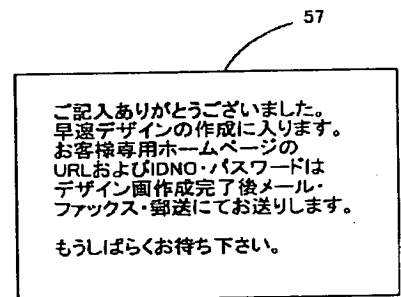 57
ご記入ありがとうございました。
早速デザインの作成に入ります。
お客様専用ホームページの
URLおよびIDNO・パスワードは
デザイン画作成完了後メール・
ファックス・郵送にてお送りします。
もうしばらくお待ち下さい。